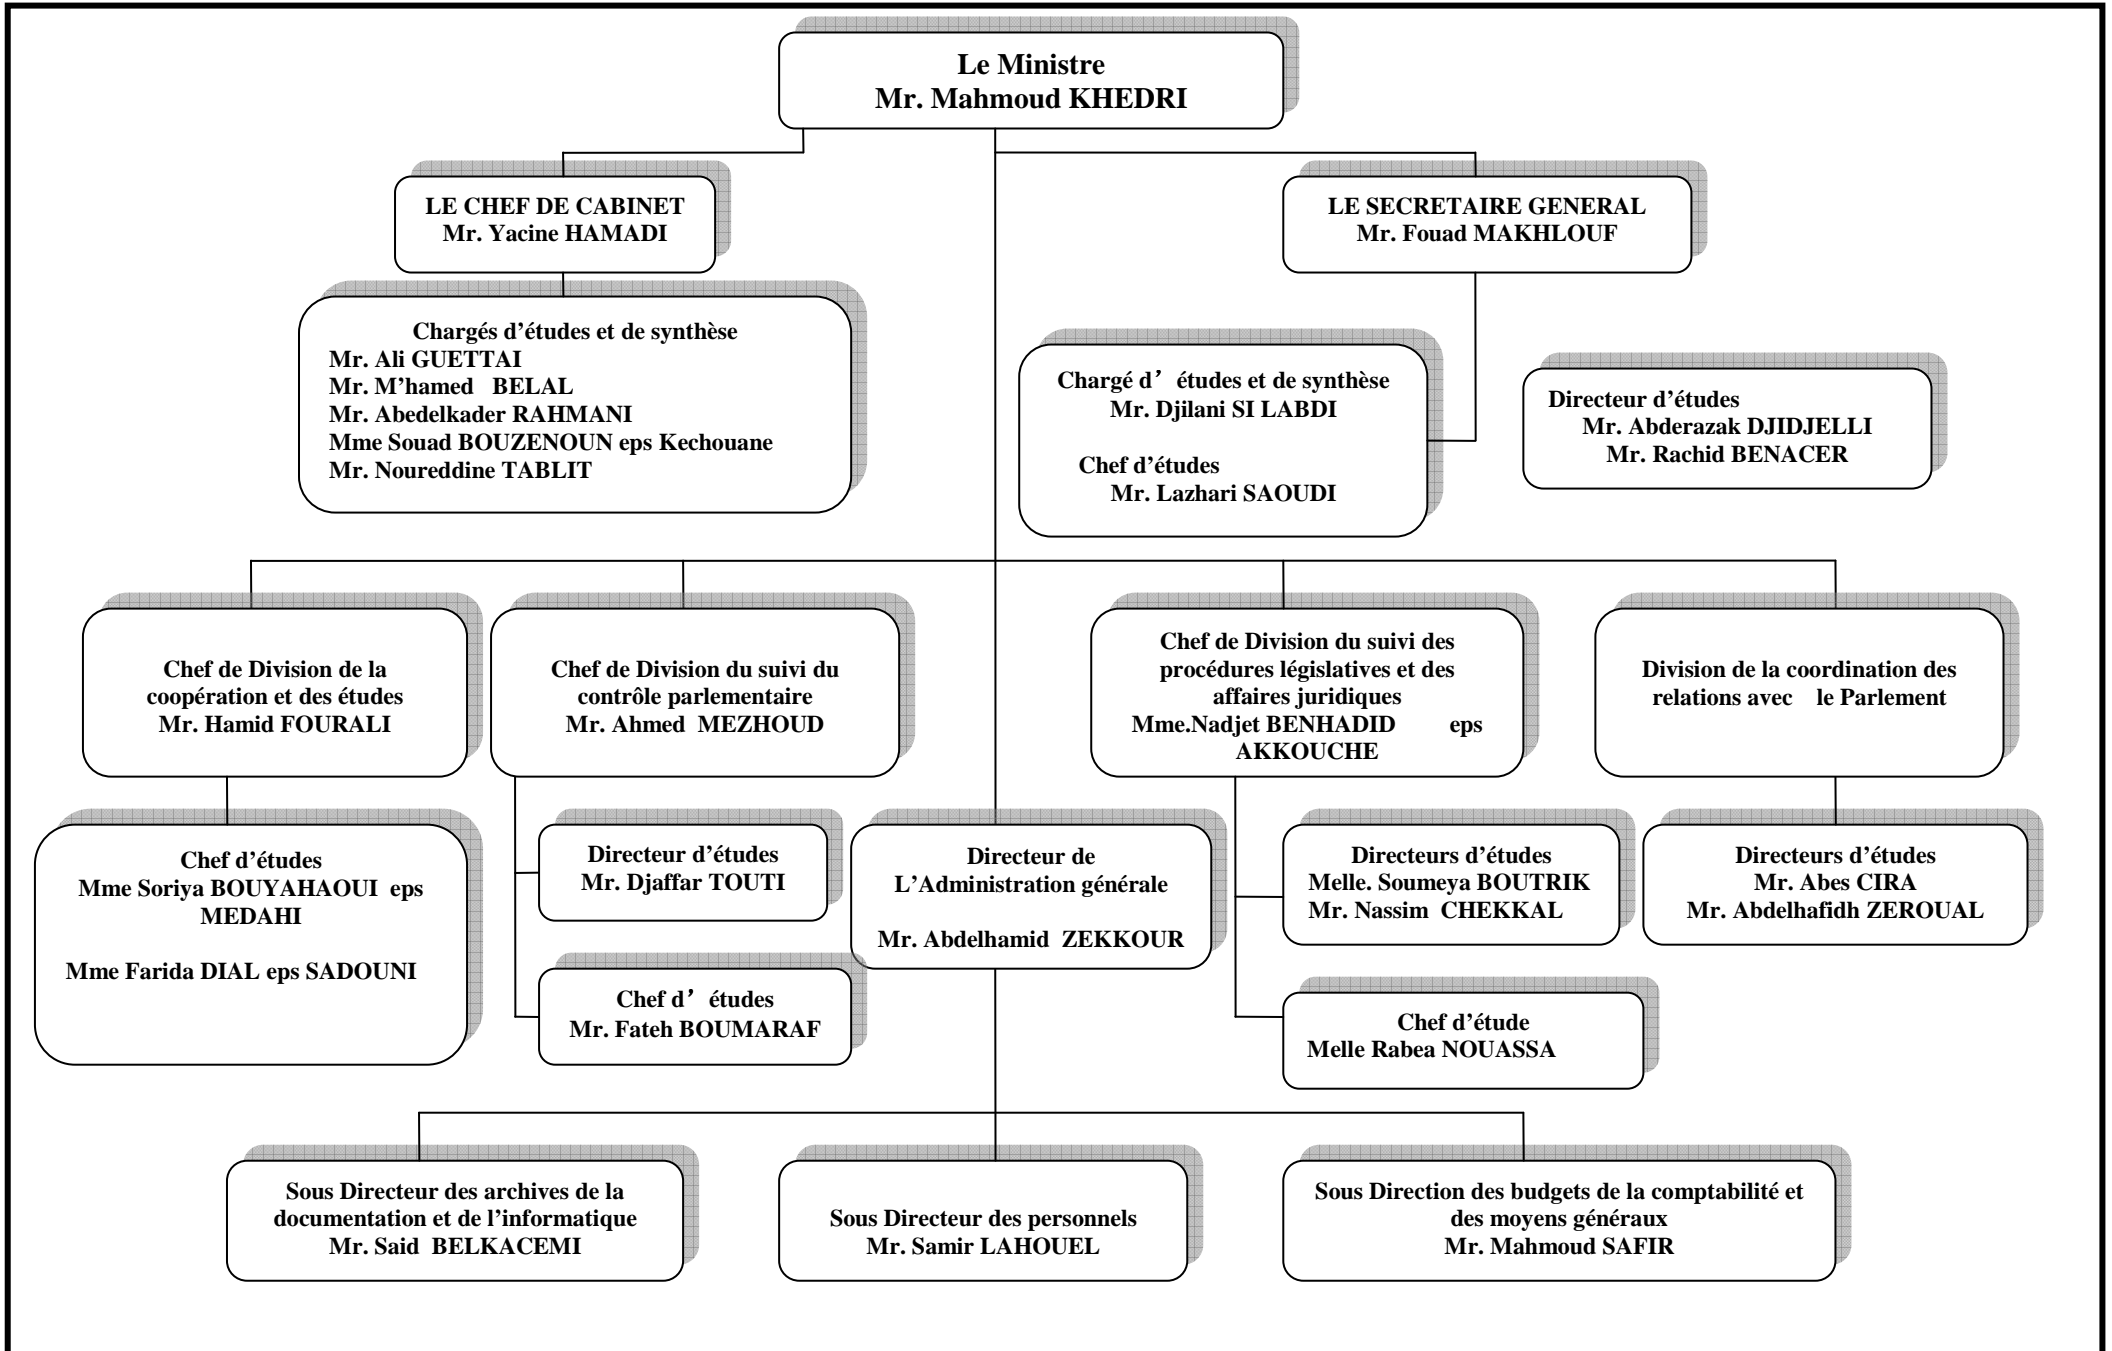 Le Ministre
Mr. Mahmoud KHEDRI
LE CHEF DE CABINET
Mr. Yacine HAMADI
LE SECRETAIRE GENERAL
Mr. Fouad MAKHLOUF
Chargés d'études et de synthèse
Mr. Ali GUETTAI
Mr. M'hamed BELAL
Mr. Abedelkader RAHMANI
Mme Souad BOUZENOUN eps Kechouane
Mr. Noureddine TABLIT
Chargé d' études et de synthèse
Mr. Djilani SI LABDI
Chef d'études
Mr. Lazhari SAOUDI
Directeur d'études
Mr. Abderazak DJIDJELLI
Mr. Rachid BENACER
Chef de Division de la
coopération et des études
Mr. Hamid FOURALI
Chef de Division du suivi du
contrôle parlementaire
Mr. Ahmed MEZHOUD
Chef de Division du suivi des
procédures législatives et des
affaires juridiques
Mme.Nadjet BENHADID eps
AKKOUCHE
Division de la coordination des
relations avec le Parlement
Chef d'études
Mme Soriya BOUYAHAOUI eps
MEDAHI
Mme Farida DIAL eps SADOUNI
Directeur d'études
Mr. Djaffar TOUTI
Chef d' études
Mr. Fateh BOUMARAF
Directeur de
L'Administration générale
Mr. Abdelhamid ZEKKOUR
Directeurs d'études
Melle. Soumeya BOUTRIK
Mr. Nassim CHEKKAL
Chef d'étude
Melle Rabea NOUASSA
Directeurs d'études
Mr. Abes CIRA
Mr. Abdelhafidh ZEROUAL
Sous Directeur des archives de la
documentation et de l'informatique
Mr. Said BELKACEMI
Sous Directeur des personnels
Mr. Samir LAHOUEL
Sous Direction des budgets de la comptabilité et
des moyens généraux
Mr. Mahmoud SAFIR